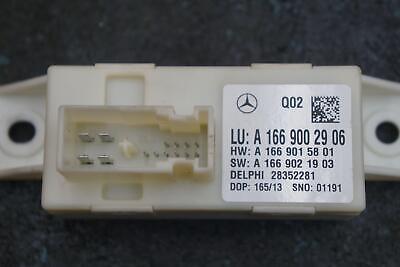 Q02
LU: A 166 900 29 06
HW: A 166 901 58 01
SW: A 166 902 19 03
DELPHI 28352281
DOP: 165/13 SNO: 01191